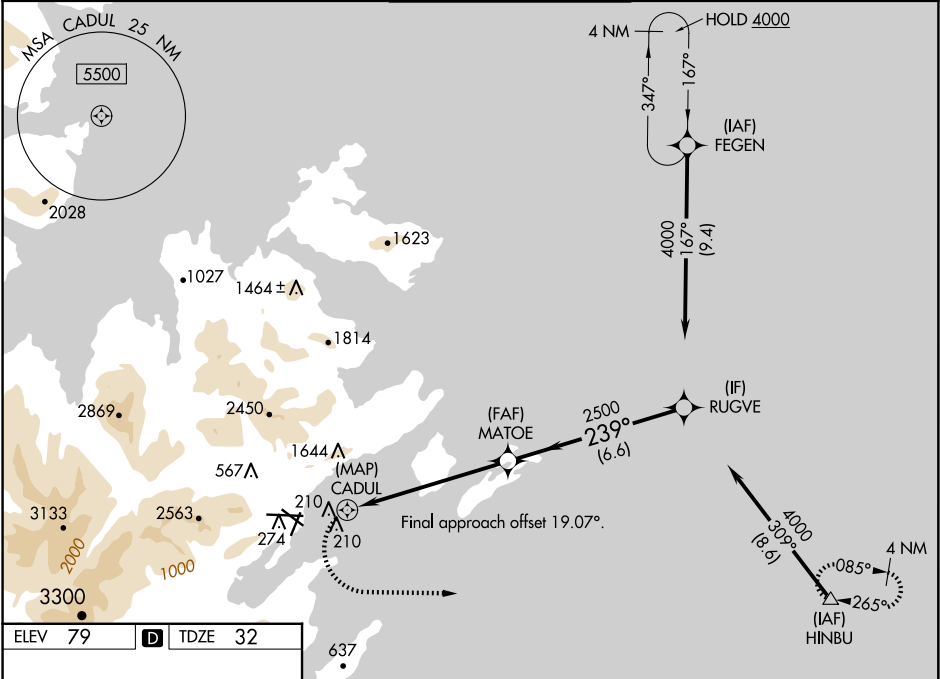 MSA CADUL 25 NM
5500
4 NM
HOLD 4000
347°
167°
(IAF)
FEGEN
4000
167°
(9.4)
2028
1623
1027
1464 ±
1814
2869
2450
(IF)
RUGVE
2500
239°
(6.6)
(FAF)
MATOE
1644
567
(MAP)
CADUL
210
210
274
Final approach offset 19.07°.
3133
2563
2000
1000
3300
4000
309°
(8.6)
4 NM
085°
265°
(IAF)
HINBU
ELEV 79 D TDZE 32
637